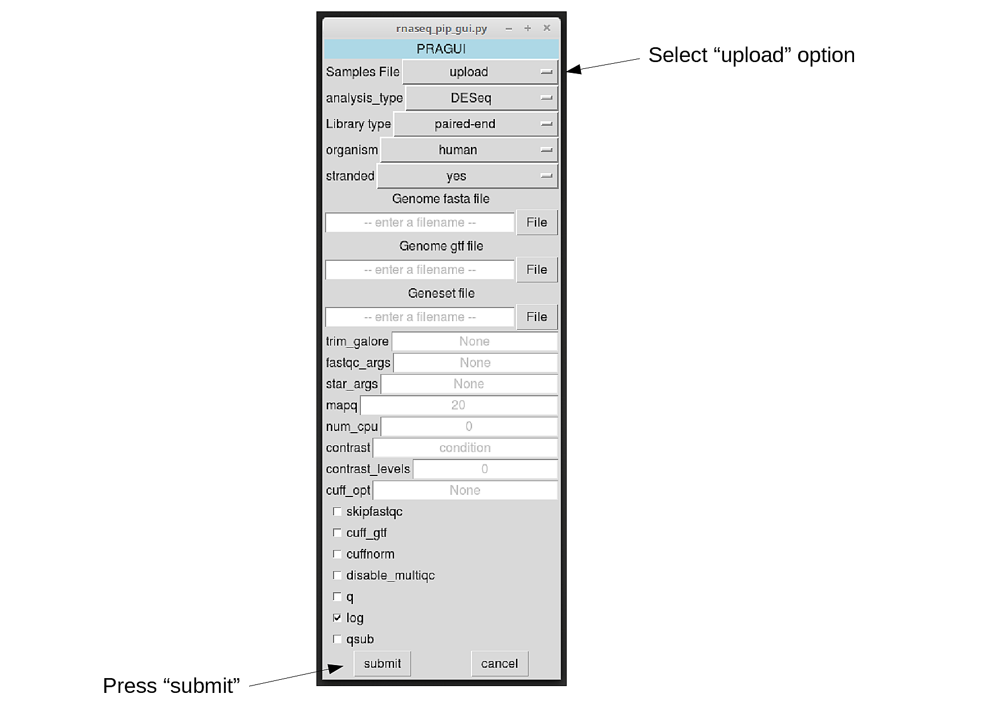 rnaseq_pip_gui.py
PRAGUI
Samples File upload
Select “upload” option
analysis_type DESeq
Library type paired-end
organism human
stranded yes
Genome fasta file
-- enter a filename -- File
Genome gtf file
-- enter a filename -- File
Geneset file
-- enter a filename -- File
trim_galore None
fastqc_args None
star_args None
mapq 20
num_cpu 0
contrast condition
contrast_levels 0
cuff_opt None
skipfastqc
cuff_gtf
cuffnorm
disable_multiqc
q
log
qsub
submit cancel
Press “submit”